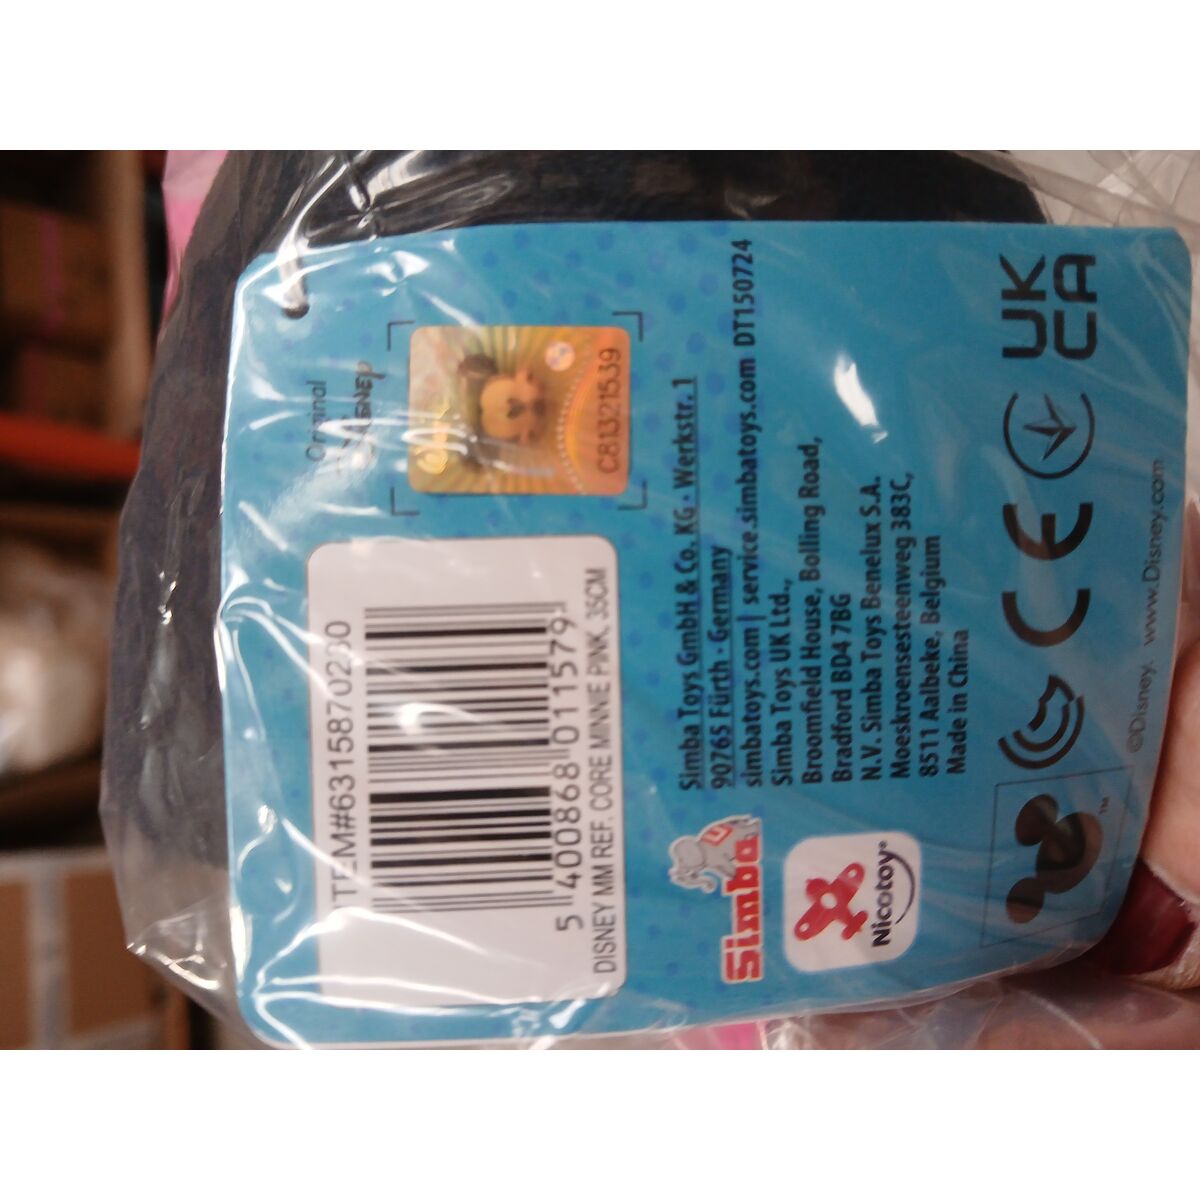 Original
Disney
C81321539
ITEM#6315870230
5 400868 011579
DISNEY MM REF. CORE MINNIE PINK, 35CM
Simba
Nicotoy®
Simba Toys GmbH & Co. KG · Werkstr. 1
90765 Fürth · Germany
simbatoys.com | service.simbatoys.com DT150724
Simba Toys UK Ltd.,
Broomfield House, Bolling Road,
Bradford BD4 7BG
N.V. Simba Toys Benelux S.A.
Moeskroensesteenweg 383C,
8511 Aalbeke, Belgium
Made in China
TM
CE
UK
CA
©Disney. www.Disney.com